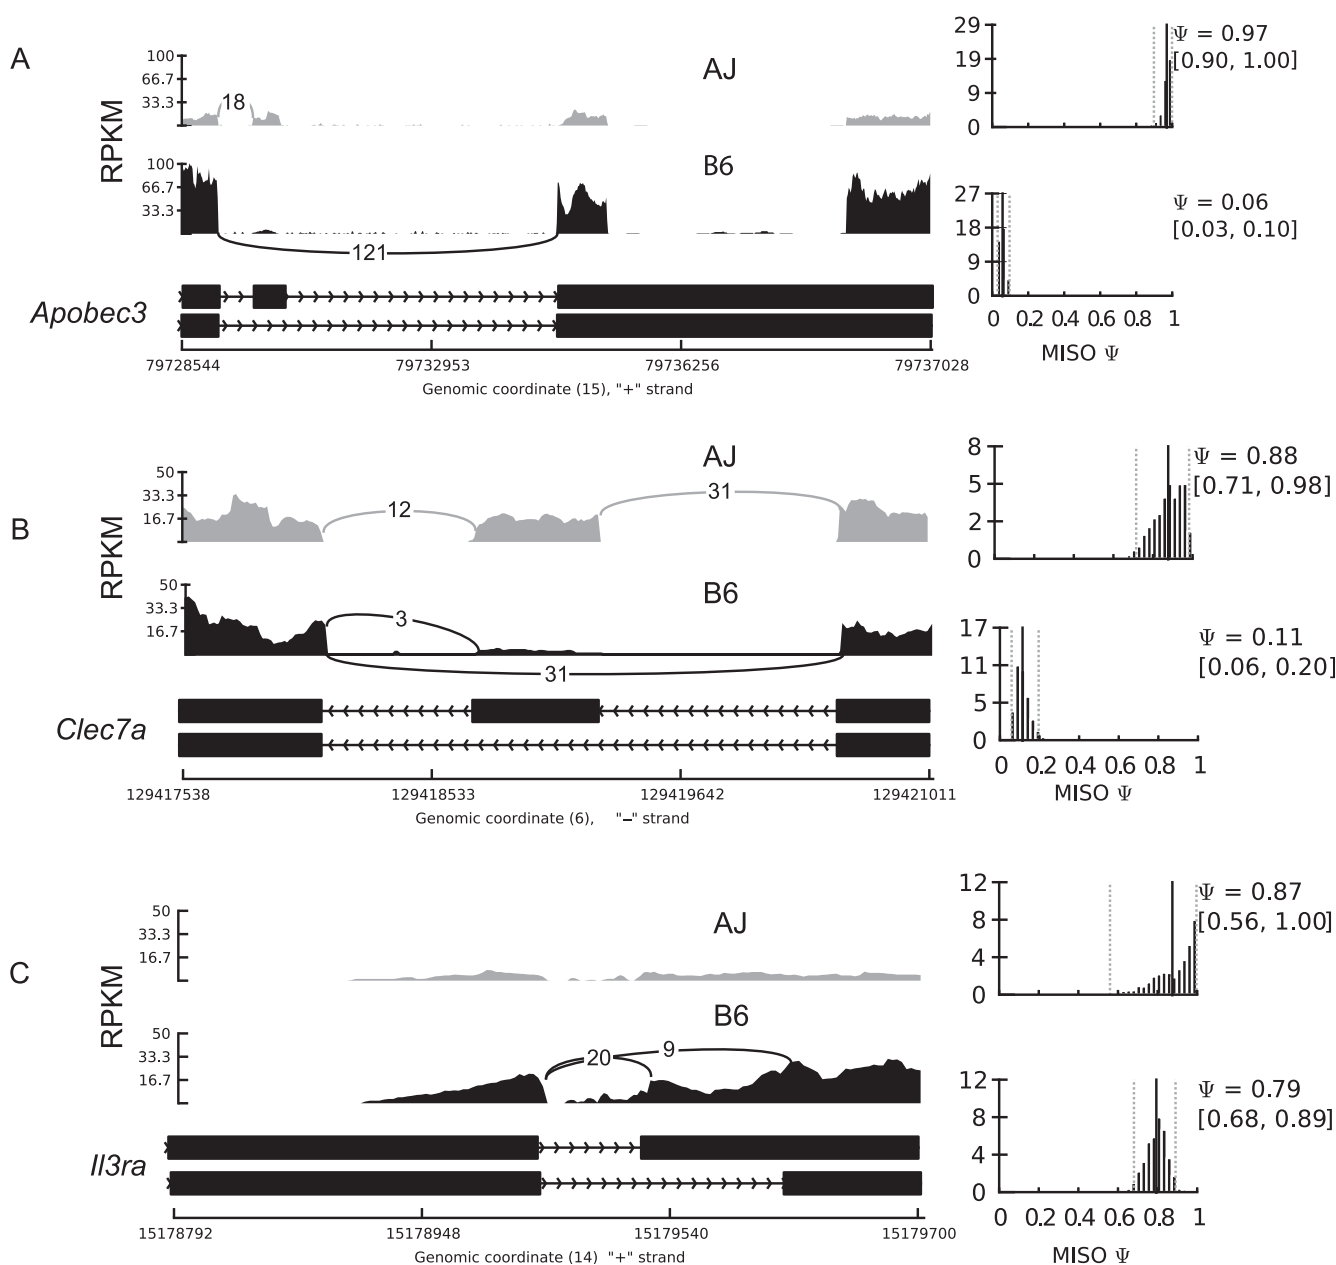 A
RPKM
100
66.7
33.3
18
AJ
100
66.7
33.3
B6
121
Apobec3
79728544 79732953 79736256 79737028
Genomic coordinate (15), "+" strand
29
19
9
0
Ψ = 0.97
[0.90, 1.00]
27
18
9
0
Ψ = 0.06
[0.03, 0.10]
0 0.2 0.4 0.6 0.8 1
MISO Ψ
B
RPKM
50
33.3
16.7
AJ
12
31
50
33.3
16.7
B6
3
31
Clec7a
129417538 129418533 129419642 129421011
Genomic coordinate (6), "–" strand
8
5
2
0
Ψ = 0.88
[0.71, 0.98]
17
11
5
0
Ψ = 0.11
[0.06, 0.20]
0 0.2 0.4 0.6 0.8 1
MISO Ψ
C
RPKM
50
33.3
16.7
AJ
50
33.3
16.7
B6
20
9
Il3ra
15178792 15178948 15179540 15179700
Genomic coordinate (14) "+" strand
12
8
4
0
Ψ = 0.87
[0.56, 1.00]
12
8
4
0
Ψ = 0.79
[0.68, 0.89]
0 0.2 0.4 0.6 0.8 1
MISO Ψ